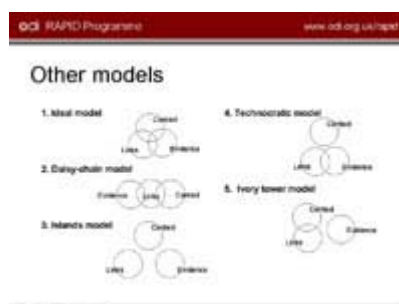 odi RAPID Programme
www.odi.org.uk/rapid
Other models
1. Ideal model
Context
Links
Evidence
2. Daisy-chain model
Evidence
Links
Context
3. Islands model
Context
Links
Evidence
4. Technocratic model
Context
Links
Evidence
5. Ivory tower model
Context
Links
Evidence